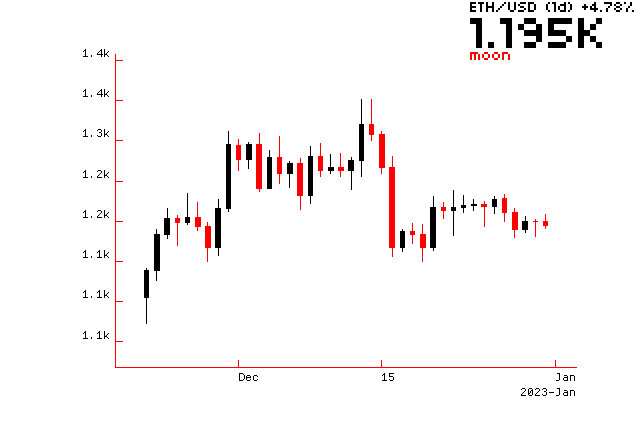 ETH/USD (1d) +4.78%
1.195K
moon
1.4k
1.4k
1.3k
1.2k
1.2k
1.1k
1.1k
1.1k
Dec 15 Jan
2023-Jan